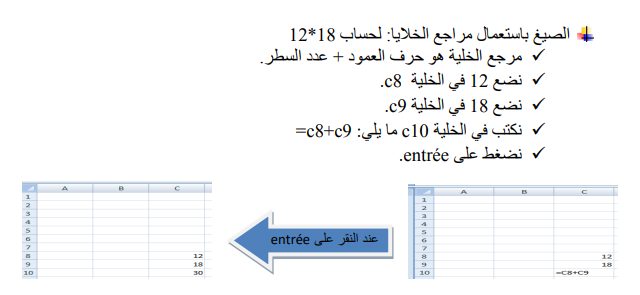 الصيغ باستعمال مراجع الخلايا: لحساب 18*12
مرجع الخلية هو حرف العمود + عدد السطر.
نضع 12 في الخلية c8.
نضع 18 في الخلية c9.
نكتب في الخلية c10 ما يلي: c8+c9=
نضغط على entrée.
A B C
1
2
3
4
5
6
7
8 12
9 18
10 =C8+C9
عند النقر على entrée
A B C
1
2
3
4
5
6
7
8 12
9 18
10 30